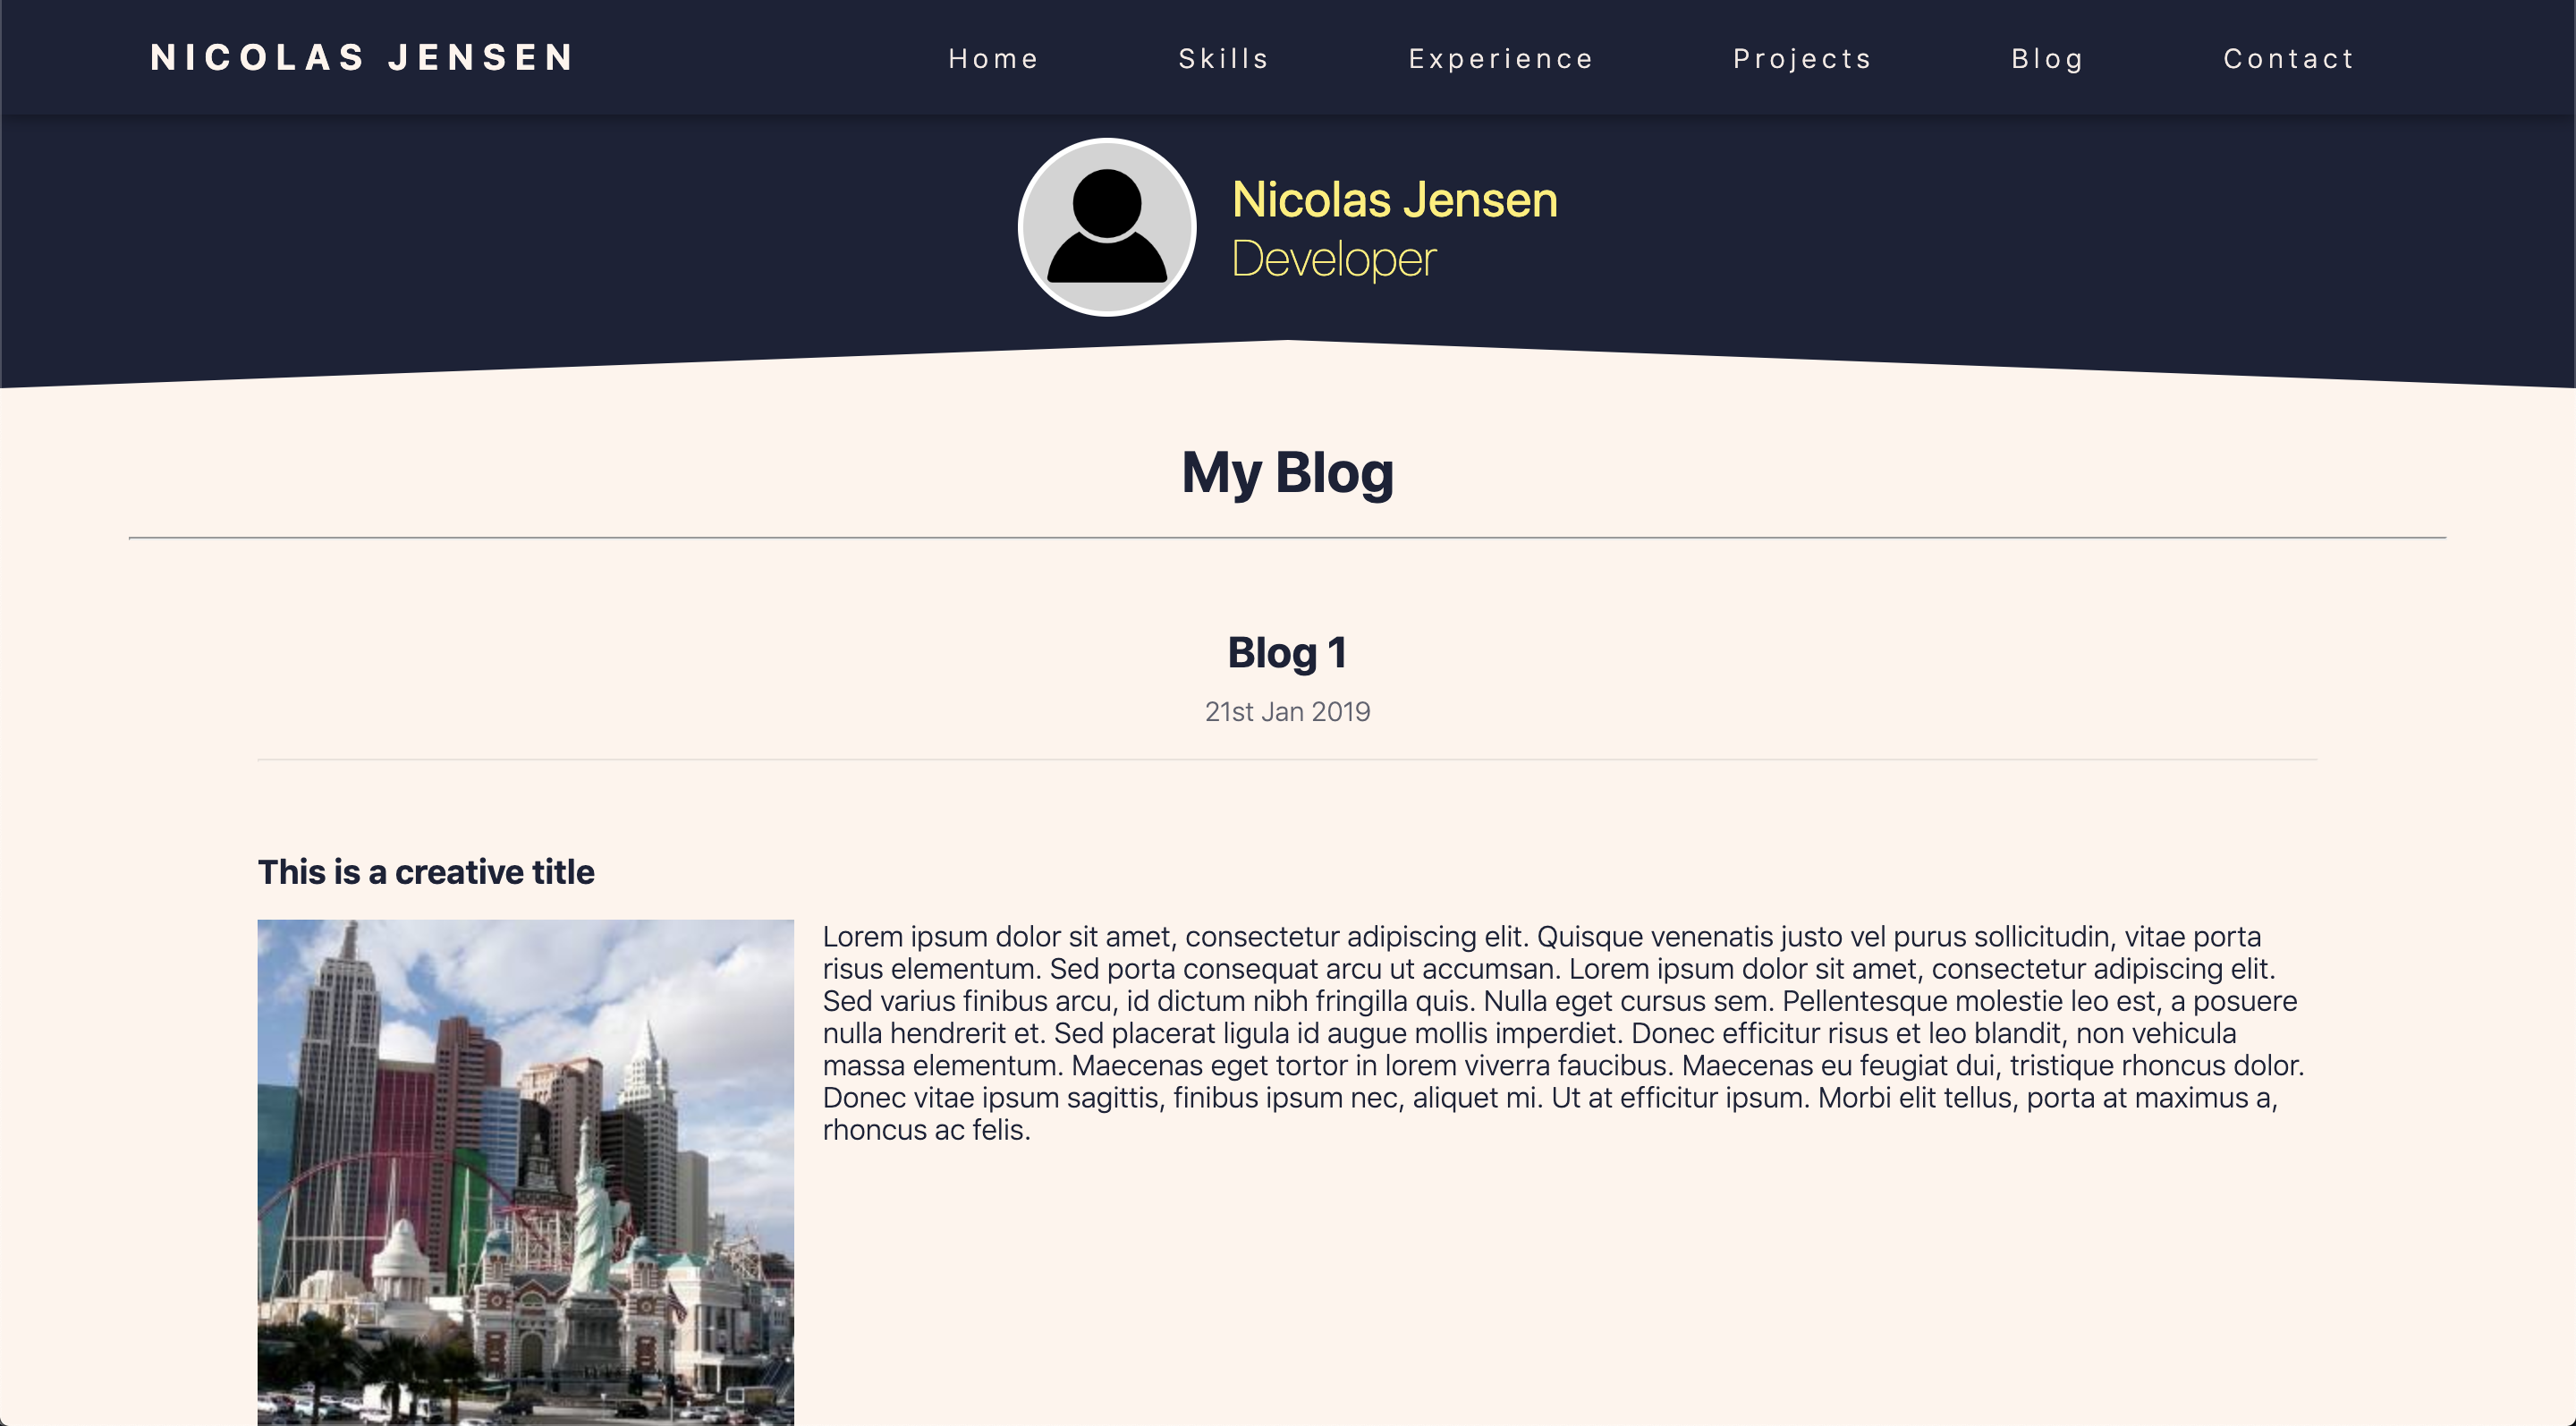 NICOLAS JENSEN
Home Skills Experience Projects Blog Contact
Nicolas Jensen
Developer
My Blog
Blog 1
21st Jan 2019
This is a creative title
Lorem ipsum dolor sit amet, consectetur adipiscing elit. Quisque venenatis justo vel purus sollicitudin, vitae porta
risus elementum. Sed porta consequat arcu ut accumsan. Lorem ipsum dolor sit amet, consectetur adipiscing elit.
Sed varius finibus arcu, id dictum nibh fringilla quis. Nulla eget cursus sem. Pellentesque molestie leo est, a posuere
nulla hendrerit et. Sed placerat ligula id augue mollis imperdiet. Donec efficitur risus et leo blandit, non vehicula
massa elementum. Maecenas eget tortor in lorem viverra faucibus. Maecenas eu feugiat dui, tristique rhoncus dolor.
Donec vitae ipsum sagittis, finibus ipsum nec, aliquet mi. Ut at efficitur ipsum. Morbi elit tellus, porta at maximus a,
rhoncus ac felis.